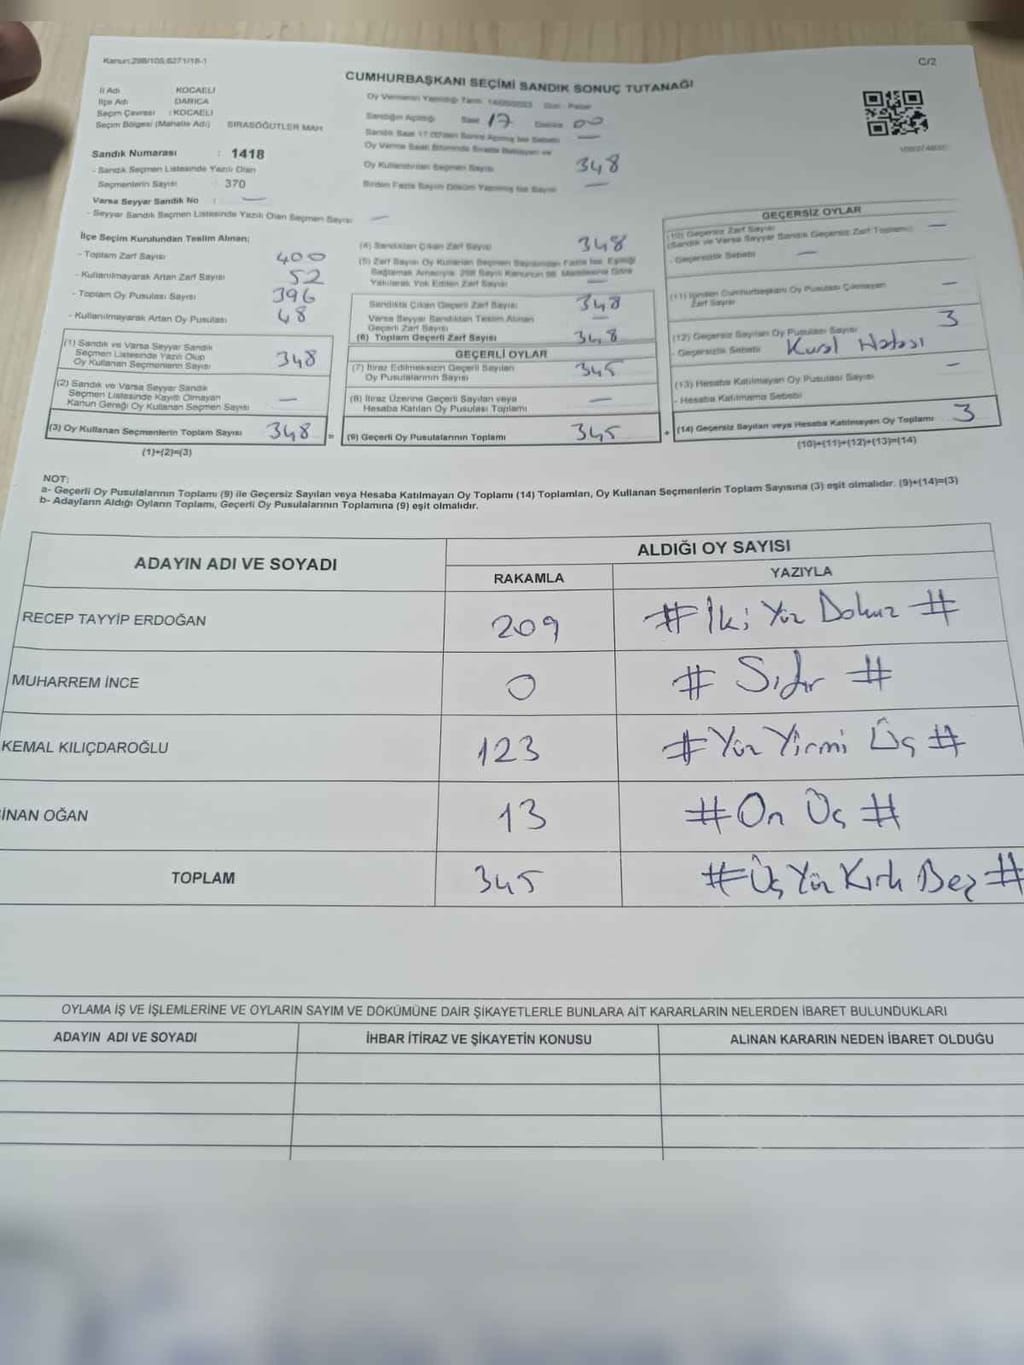 Kanun:298/105;6271/18-1
C/2
CUMHURBAŞKANI SEÇİMİ SANDIK SONUÇ TUTANAĞI
İl Adı KOCAELİ
İlçe Adı DARICA
Seçim Çevresi : KOCAELİ
Seçim Bölgesi (Mahalle Adı) SIRASÖĞÜTLER MAH
Sandık Numarası : 1418
- Sandık Seçmen Listesinde Yazılı Olan
Seçmenlerin Sayısı : 370
Varsa Seyyar Sandık No : —
- Seyyar Sandık Seçmen Listesinde Yazılı Olan Seçmen Sayısı —
Oy Vermenin Yapıldığı Tarih 14/05/2023 Gün Pazar
Sandığın Açıldığı Saat 17 Dakika 00
Sandık Saat 17.00'den Sonra Açılmış İse Sebebi —
Oy Verme Saati Bitiminde Sırada Bekleyen ve
Oy Kullandırılan Seçmen Sayısı 348
Birden Fazla Sayım Döküm Yapılmış İse Sayısı —
İlçe Seçim Kurulundan Teslim Alınan;
- Toplam Zarf Sayısı 400
- Kullanılmayarak Artan Zarf Sayısı 52
- Toplam Oy Pusulası Sayısı 396
- Kullanılmayarak Artan Oy Pusulası 48
(1) Sandık ve Varsa Seyyar Sandık
Seçmen Listesinde Yazılı Olup
Oy Kullanan Seçmenlerin Sayısı 348
(2) Sandık ve Varsa Seyyar Sandık
Seçmen Listesinde Kayıtlı Olmayan
Kanun Gereği Oy Kullanan Seçmen Sayısı —
(3) Oy Kullanan Seçmenlerin Toplam Sayısı 348 =
(1)+(2)=(3)
(4) Sandıktan Çıkan Zarf Sayısı 348
(5) Zarf Sayısı Oy Kullanan Seçmen Sayısından Fazla İse, Eşitliği
Sağlamak Amacıyla, 298 Sayılı Kanunun 98. Maddesine Göre
Yakılarak Yok Edilen Zarf Sayısı —
Sandıkta Çıkan Geçerli Zarf Sayısı 348
Varsa Seyyar Sandıktan Teslim Alınan
Geçerli Zarf Sayısı —
(6) Toplam Geçerli Zarf Sayısı 348
GEÇERLİ OYLAR
(7) İtiraz Edilmeksizin Geçerli Sayılan
Oy Pusulalarının Sayısı 345
(8) İtiraz Üzerine Geçerli Sayılan veya
Hesaba Katılan Oy Pusulası Toplamı —
(9) Geçerli Oy Pusulalarının Toplamı 345 +
GEÇERSİZ OYLAR
(10) Geçersiz Zarf Sayısı
(Sandık ve Varsa Seyyar Sandık Geçersiz Zarf Toplamı) —
- Geçersizlik Sebebi —
(11) İçinden Cumhurbaşkanı Oy Pusulası Çıkmayan
Zarf Sayısı —
(12) Geçersiz Sayılan Oy Pusulası Sayısı 3
- Geçersizlik Sebebi Kural Hatası
(13) Hesaba Katılmayan Oy Pusulası Sayısı —
- Hesaba Katılmama Sebebi
(14) Geçersiz Sayılan veya Hesaba Katılmayan Oy Toplamı 3
(10)+(11)+(12)+(13)=(14)
NOT:
a- Geçerli Oy Pusulalarının Toplamı (9) ile Geçersiz Sayılan veya Hesaba Katılmayan Oy Toplamı (14) Toplamları, Oy Kullanan Seçmenlerin Toplam Sayısına (3) eşit olmalıdır. (9)+(14)=(3)
b- Adayların Aldığı Oyların Toplamı, Geçerli Oy Pusulalarının Toplamına (9) eşit olmalıdır.
ADAYIN ADI VE SOYADI ALDIĞI OY SAYISI
RAKAMLA YAZIYLA
RECEP TAYYİP ERDOĞAN 209 # İki Yüz Dokuz #
MUHARREM İNCE 0 # Sıfır #
KEMAL KILIÇDAROĞLU 123 # Yüz Yirmi Üç #
SİNAN OĞAN 13 # On Üç #
TOPLAM 345 # Üç Yüz Kırk Beş #
OYLAMA İŞ VE İŞLEMLERİNE VE OYLARIN SAYIM VE DÖKÜMÜNE DAİR ŞİKAYETLERLE BUNLARA AİT KARARLARIN NELERDEN İBARET BULUNDUKLARI
ADAYIN ADI VE SOYADI İHBAR İTİRAZ VE ŞİKAYETİN KONUSU ALINAN KARARIN NEDEN İBARET OLDUĞU